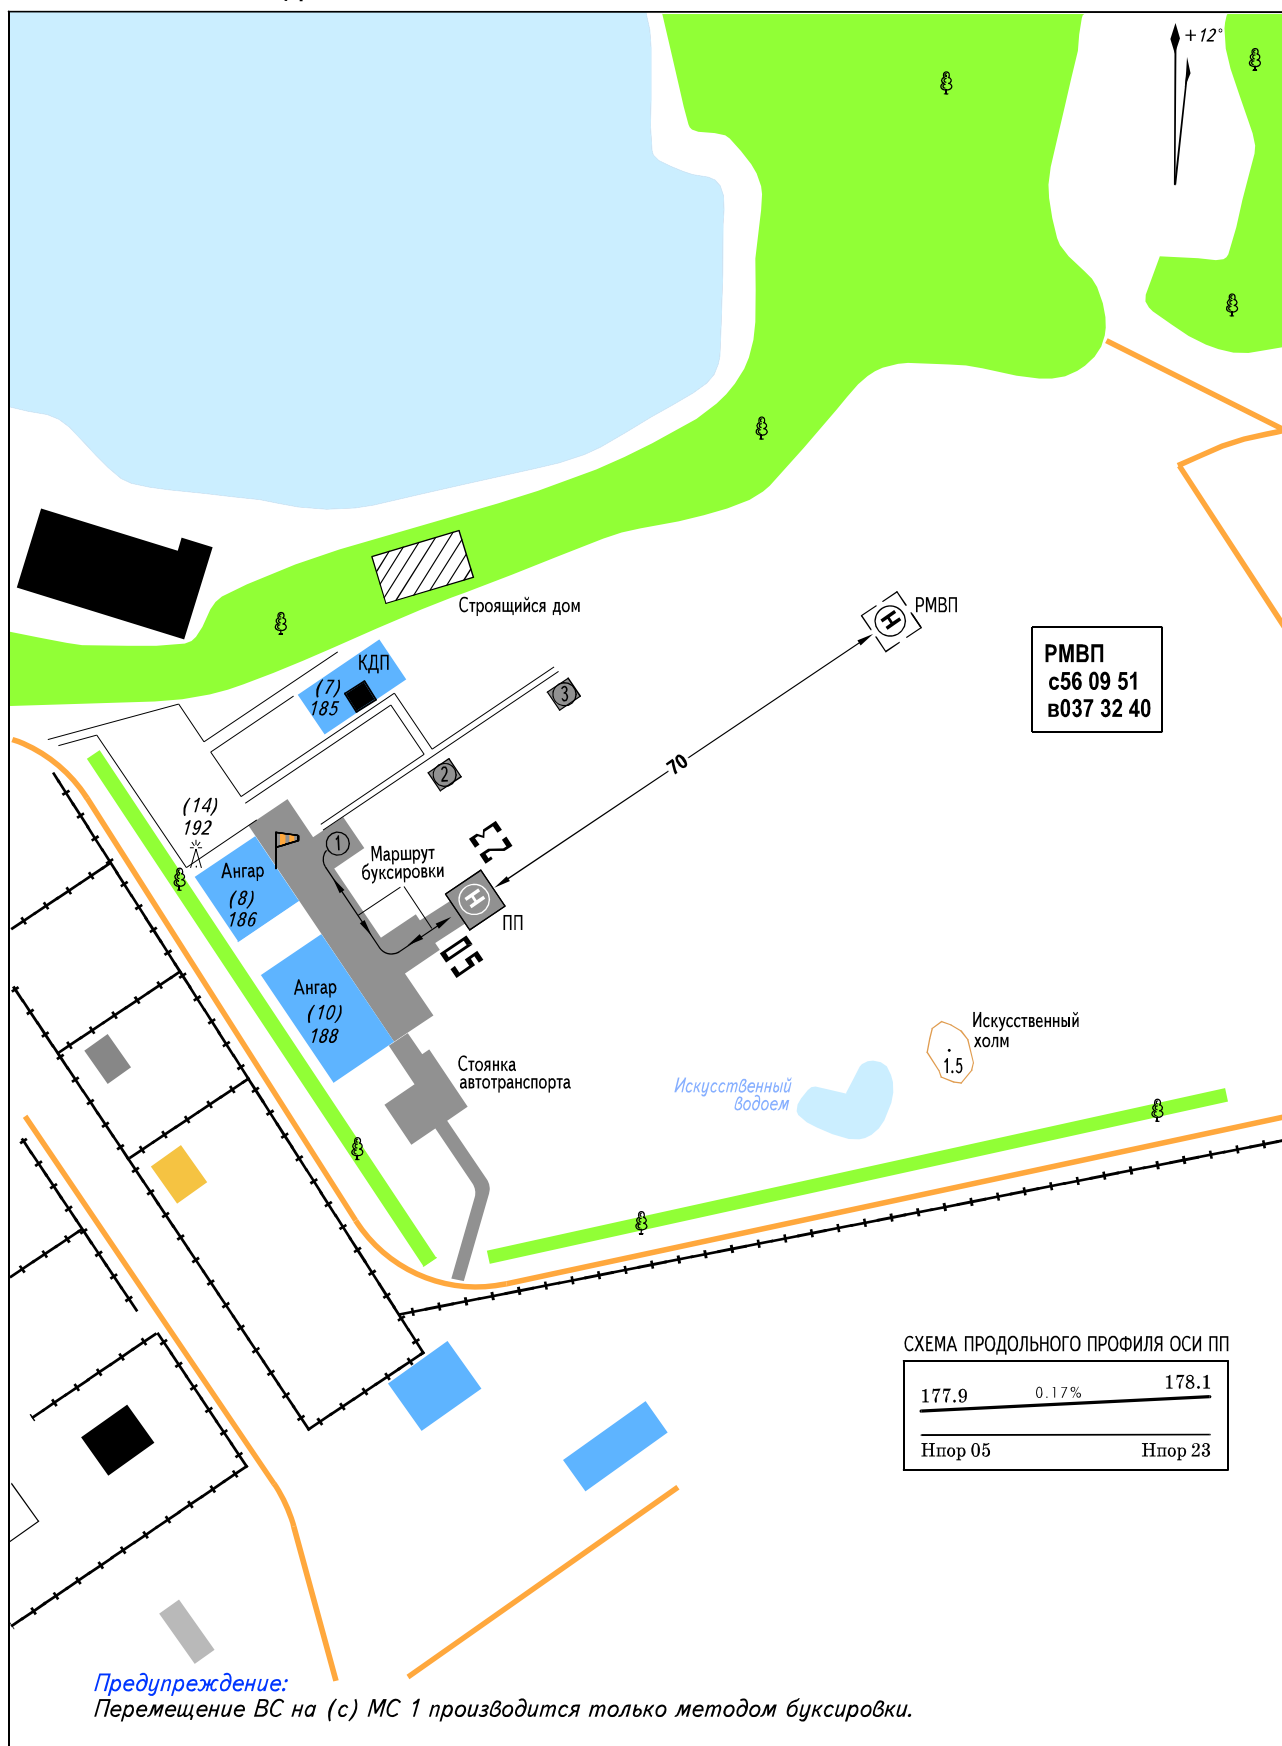 +12°
Строящийся дом
РМВП
РМВП
с56 09 51
в037 32 40
КДП
(7)
185
3
2
70
(14)
192
1
Маршрут
буксировки
23
Ангар
(8)
186
H
H
ПП
05
Ангар
(10)
188
Стоянка
автотранспорта
Искусственный
холм
1.5
Искусственный
водоем
СХЕМА ПРОДОЛЬНОГО ПРОФИЛЯ ОСИ ПП
177.9 0.17% 178.1
Нпор 05 Нпор 23
Предупреждение:
Перемещение ВС на (с) МС 1 производится только методом буксировки.